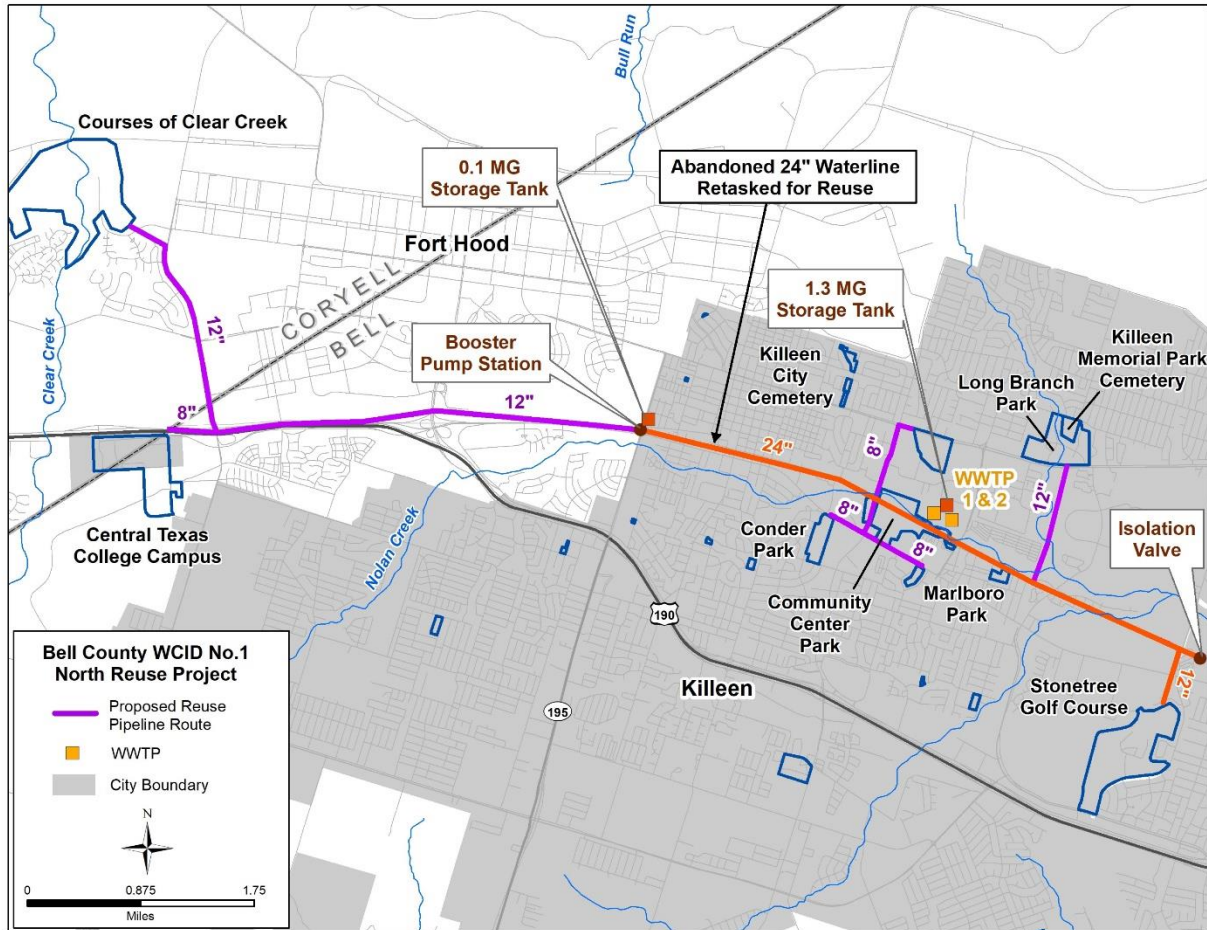 Bull Run
Courses of Clear Creek
0.1 MG
Storage Tank
Abandoned 24" Waterline
Retasked for Reuse
Fort Hood
1.3 MG
Storage Tank
CORYELL
BELL
12"
Clear Creek
Booster
Pump Station
Killeen
City
Cemetery
Killeen
Memorial Park
Cemetery
Long Branch
Park
8"
12"
24"
8"
WWTP
1 & 2
12"
Central Texas
College Campus
Nolan Creek
8"
8"
Conder
Park
Isolation
Valve
Community
Center
Park
Marlboro
Park
190
Killeen
195
12"
Stonetree
Golf Course
Bell County WCID No.1
North Reuse Project
Proposed Reuse
Pipeline Route
WWTP
City Boundary
N
0 0.875 1.75
Miles